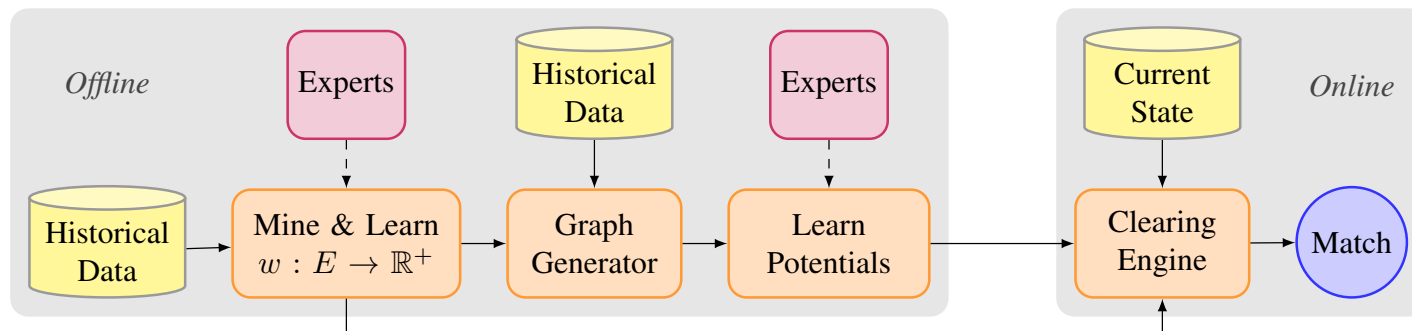 Offline
Experts
Historical
Data
Experts
Current
State
Online
Historical
Data
Mine & Learn
w : E → ℝ⁺
Graph
Generator
Learn
Potentials
Clearing
Engine
Match